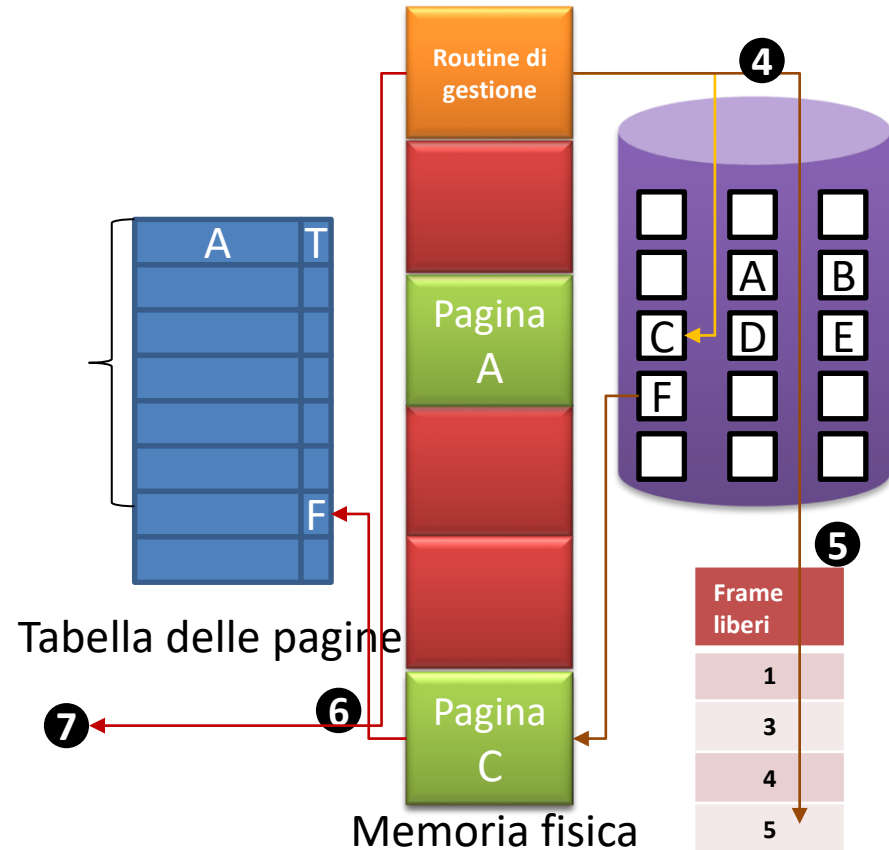 Routine di
gestione
4
A T
A B
Pagina
A
C D E
F
F
5
Frame
liberi
Tabella delle pagine
1
6
7
Pagina
C
3
4
5
Memoria fisica